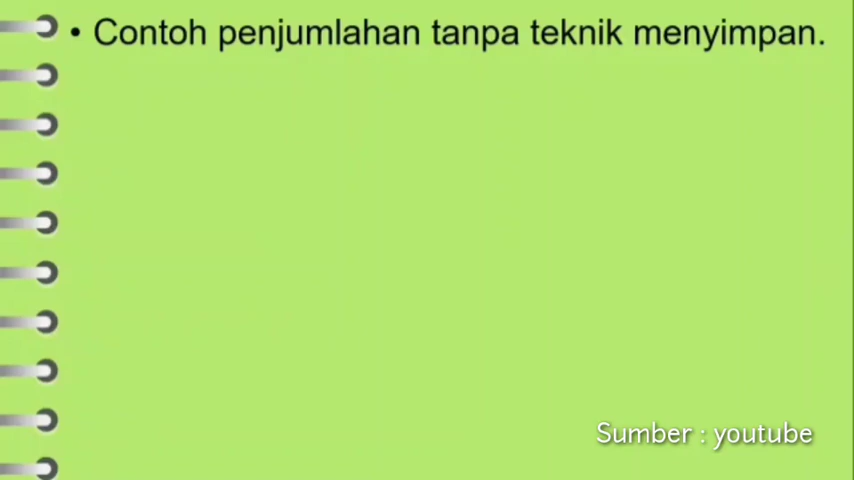 • Contoh penjumlahan tanpa teknik menyimpan.
Sumber : youtube